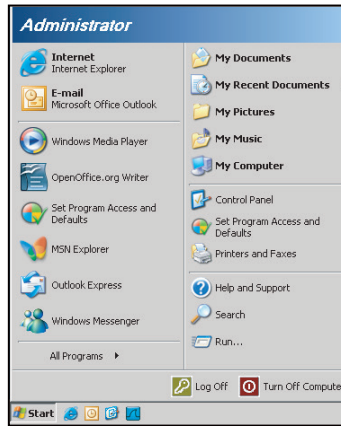 Administrator
Internet
Internet Explorer
E-mail
Microsoft Office Outlook
Windows Media Player
OpenOffice.org Writer
Set Program Access and
Defaults
MSN Explorer
Outlook Express
Windows Messenger
All Programs
My Documents
My Recent Documents
My Pictures
My Music
My Computer
Control Panel
Set Program Access and
Defaults
Printers and Faxes
Help and Support
Search
Run...
Log Off
Turn Off Compute
Start